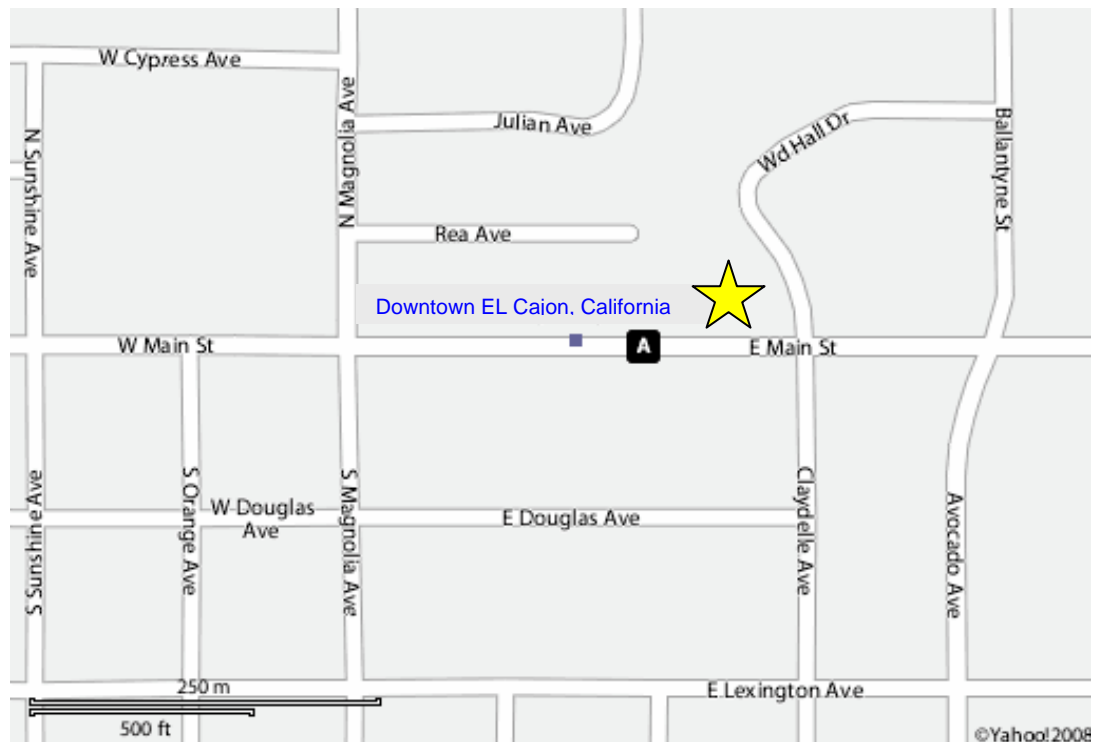 W Cypress Ave
N Magnolia Ave
Julian Ave
Wd Hall Dr
Ballantyne St
N Sunshine Ave
Rea Ave
Downtown EL Cajon, California
W Main St
A
E Main St
S Sunshine Ave
S Orange Ave
W Douglas
Ave
S Magnolia Ave
E Douglas Ave
Claydelle Ave
Avocado Ave
250 m
500 ft
E Lexington Ave
©Yahoo!2008